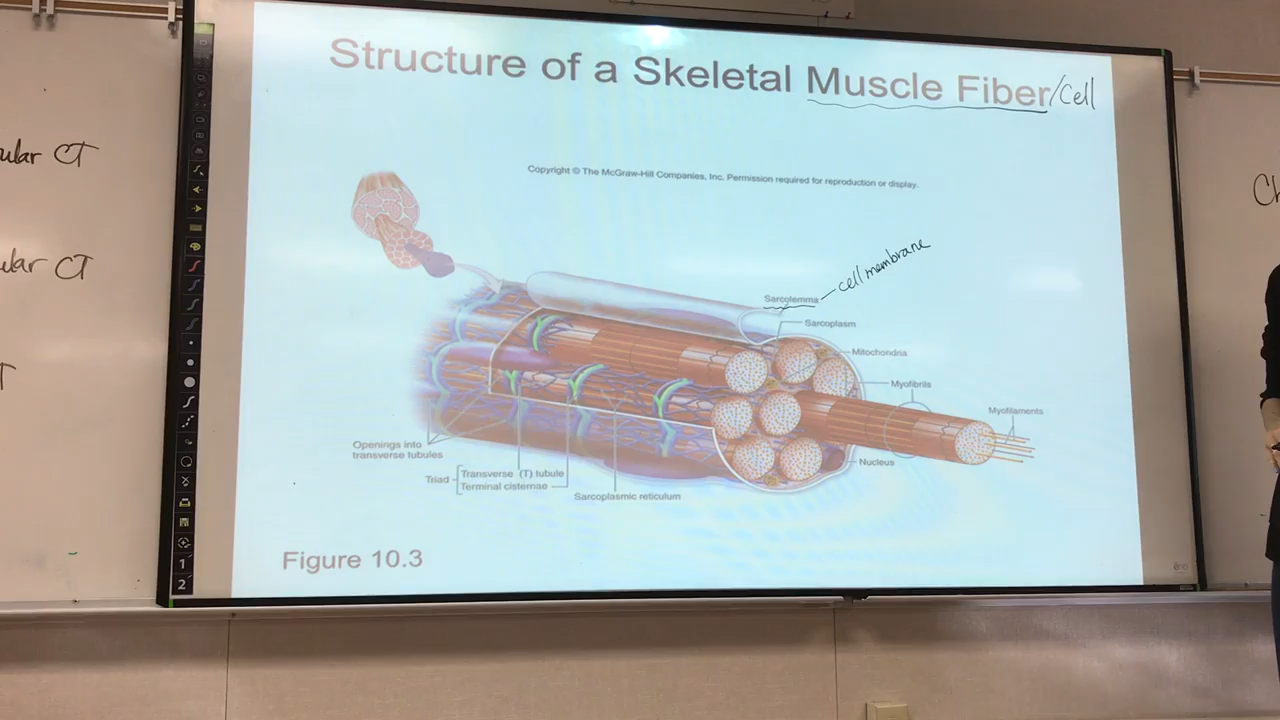 Structure of a Skeletal Muscle Fiber/Cell
Copyright © The McGraw-Hill Companies, Inc. Permission required for reproduction or display.
ular CT
Ch
ular CT
cell membrane
Sarcolemma
Sarcoplasm
Mitochondria
Myofibrils
Myofilaments
T
Openings into
transverse tubules
Nucleus
Triad
Transverse (T) tubule
Terminal cisternae
Sarcoplasmic reticulum
Figure 10.3
1
2